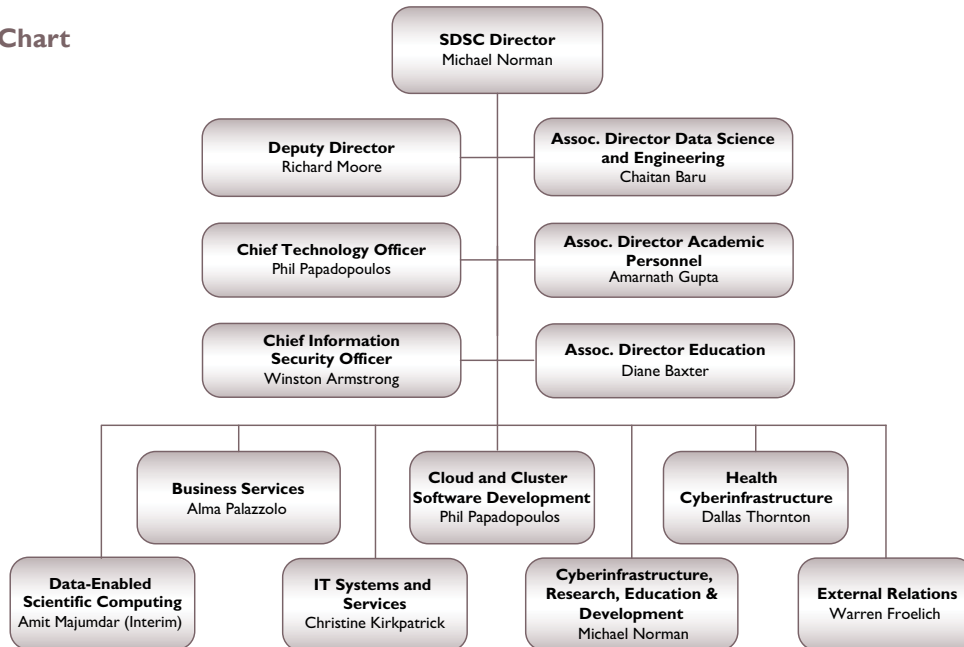 Chart
SDSC Director
Michael Norman
Deputy Director
Richard Moore
Assoc. Director Data Science
and Engineering
Chaitan Baru
Chief Technology Officer
Phil Papadopoulos
Assoc. Director Academic
Personnel
Amarnath Gupta
Chief Information
Security Officer
Winston Armstrong
Assoc. Director Education
Diane Baxter
Business Services
Alma Palazzolo
Cloud and Cluster
Software Development
Phil Papadopoulos
Health
Cyberinfrastructure
Dallas Thornton
Data-Enabled
Scientific Computing
Amit Majumdar (Interim)
IT Systems and
Services
Christine Kirkpatrick
Cyberinfrastructure,
Research, Education &
Development
Michael Norman
External Relations
Warren Froelich